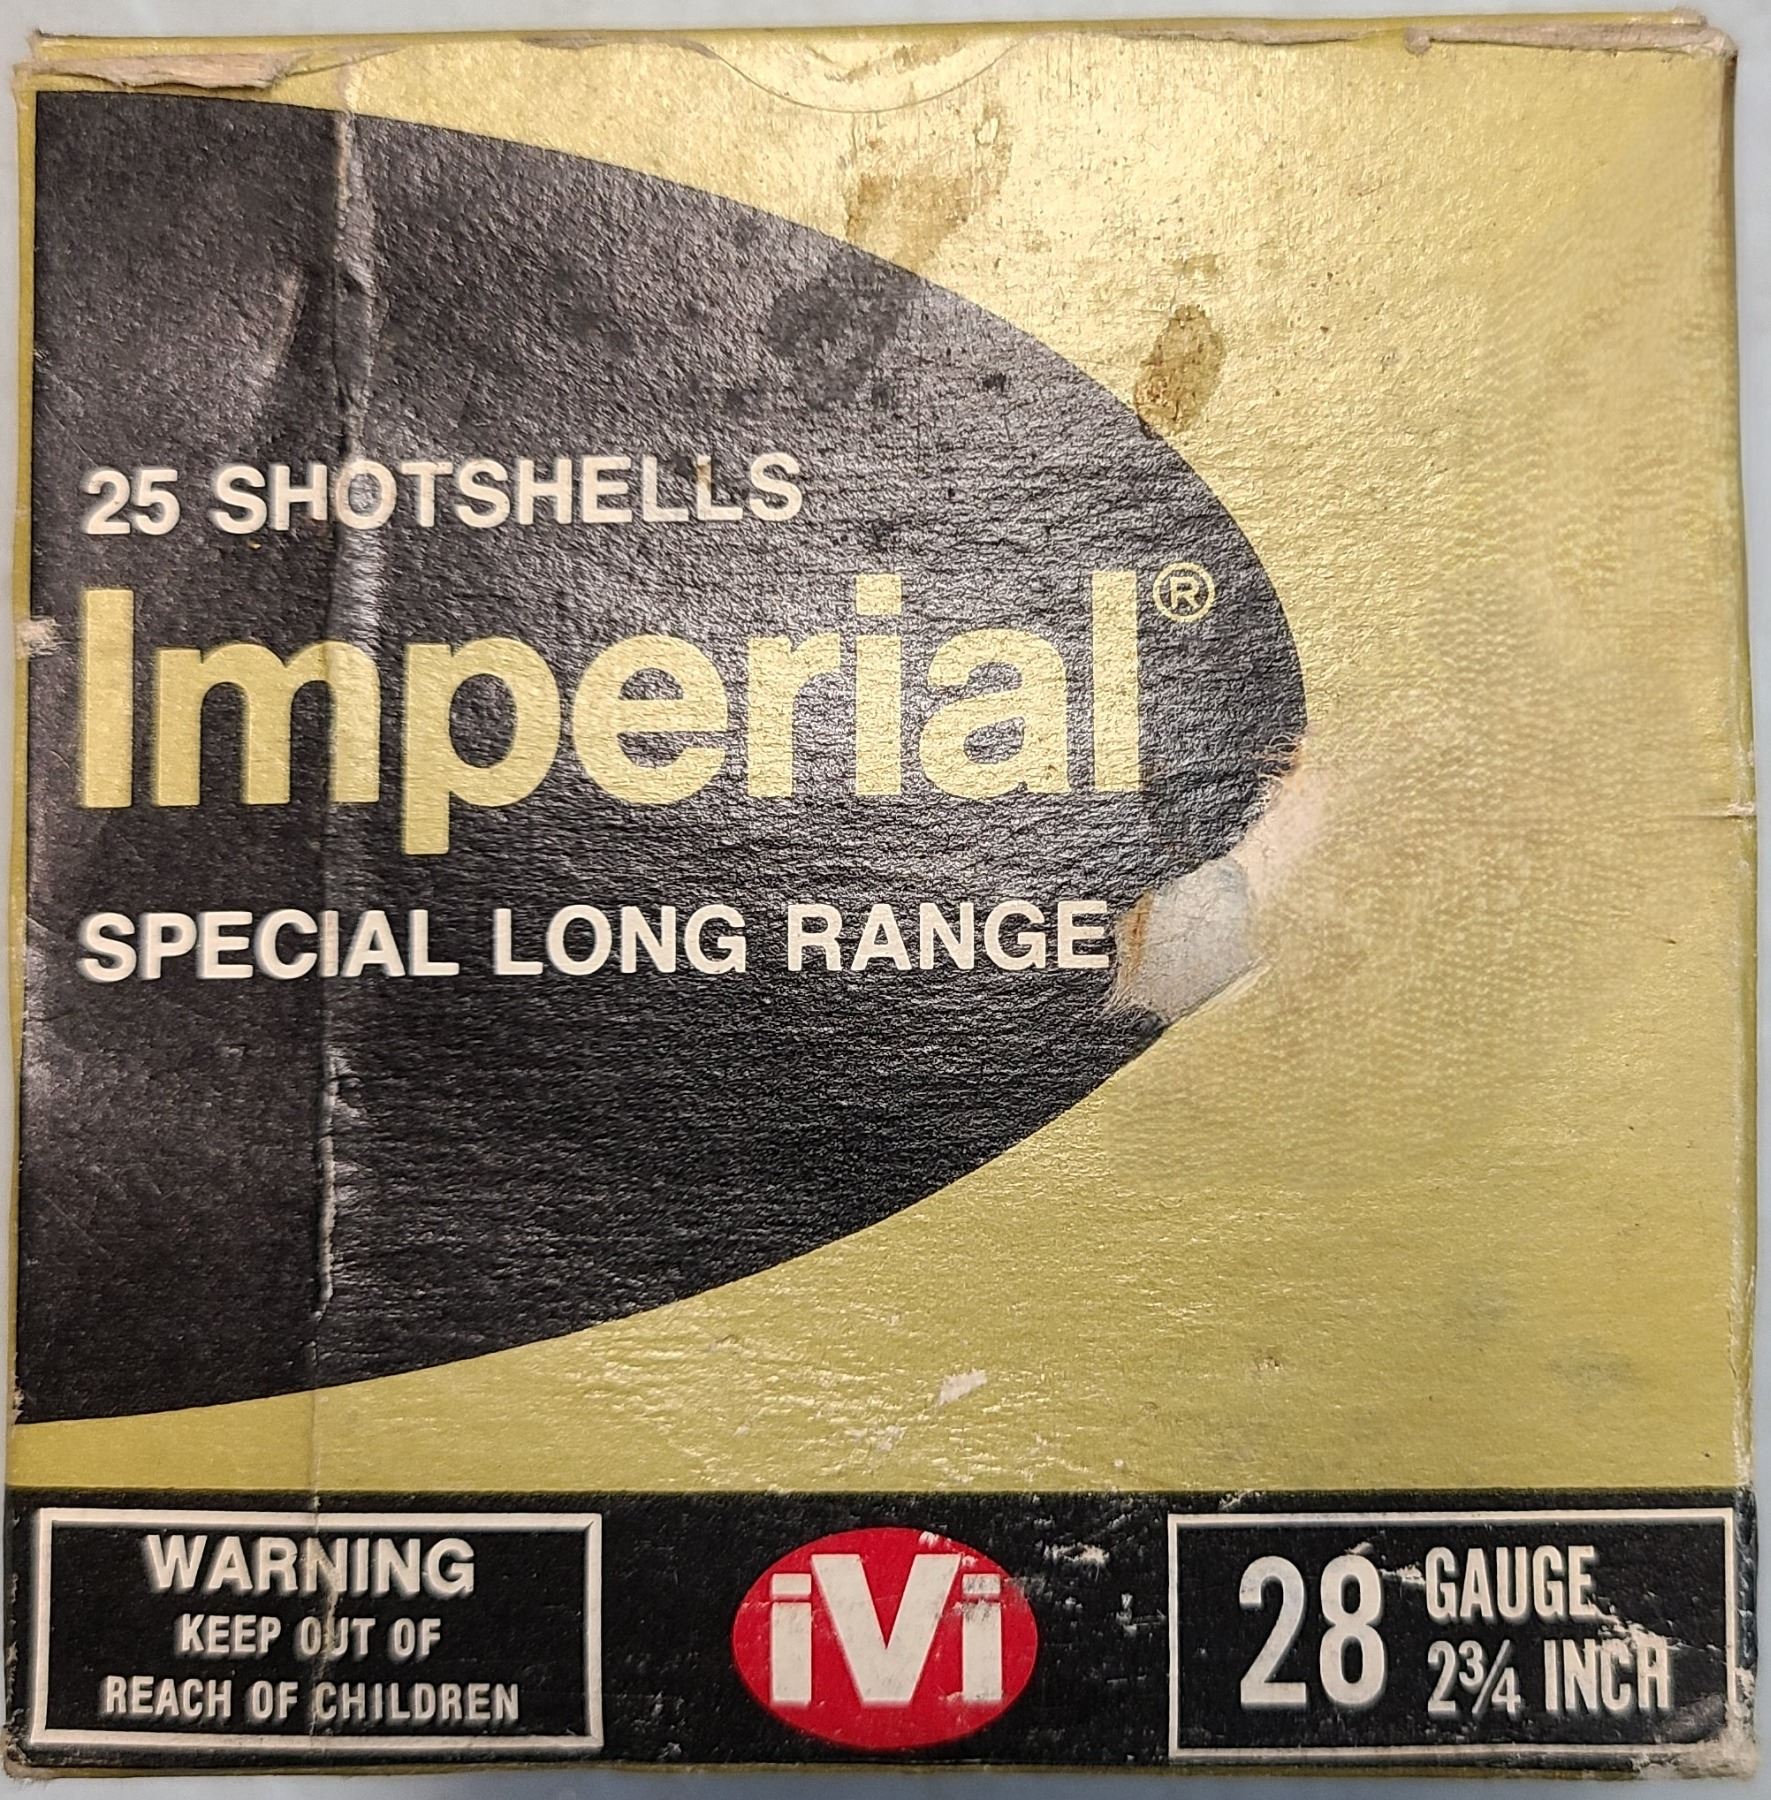 25 SHOTSHELLS
Imperial®
SPECIAL LONG RANGE
WARNING
KEEP OUT OF
REACH OF CHILDREN
iVi
28 GAUGE
2¾ INCH